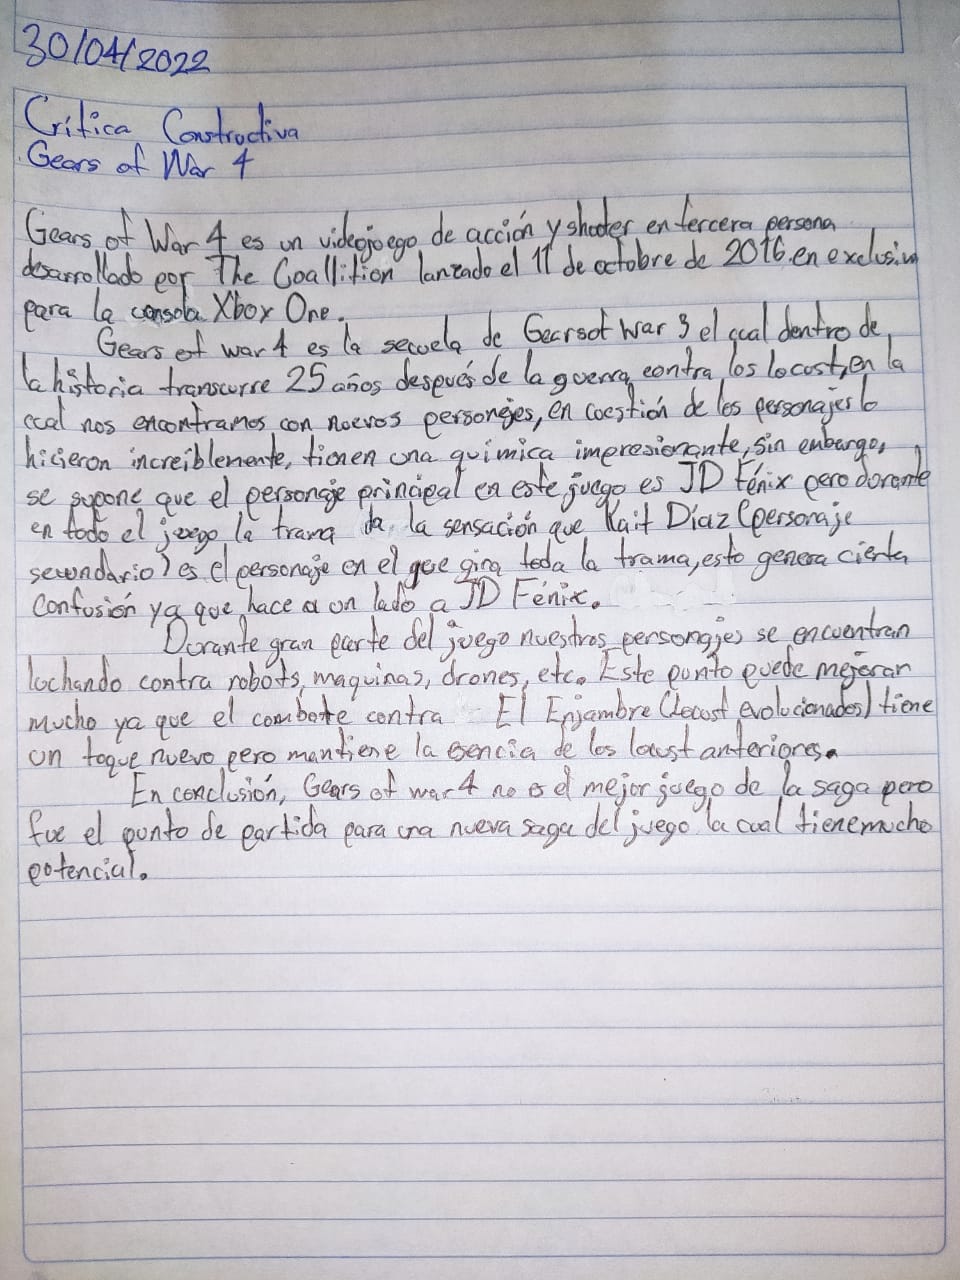 30/04/2022
Crítica Constructiva
Gears of War 4
Gears of War 4 es un videojoego de acción y shooter en tercera persona
desarrollado por The Coallition lanzado el 11 de octobre de 2016 en exclusiva
para la consola Xbox One.
Gears of war 4 es la secuela de Gears of War 3 el cual dentro de
la historia transcurre 25 años después de la guerra contra los locust, en la
cual nos encontramos con nuevos personajes, en cuestión de los personajes lo
hicieron increiblemente, tienen una química impresionante, sin enbargo,
se supone que el personaje principal en este juego es JD Fénix pero durante
en todo el juego la trama da la sensación que Kait Díaz (personaje
secundario) es el personaje en el que gira toda la trama, esto genera cierta
confusión ya que hace a un lado a JD Fénix.
Durante gran parte del juego nuestros personajes se encuentran
luchando contra robots, maquinas, drones, etc. Este punto puede mejorar
mucho ya que el combate contra El Enjambre (locust evolucionados) tiene
un toque nuevo pero mantiene la esencia de los locust anteriores.
En conclusión, Gears of war 4 no es el mejor juego de la saga pero
fue el punto de partida para una nueva saga del juego la cual tiene mucho
potencial.